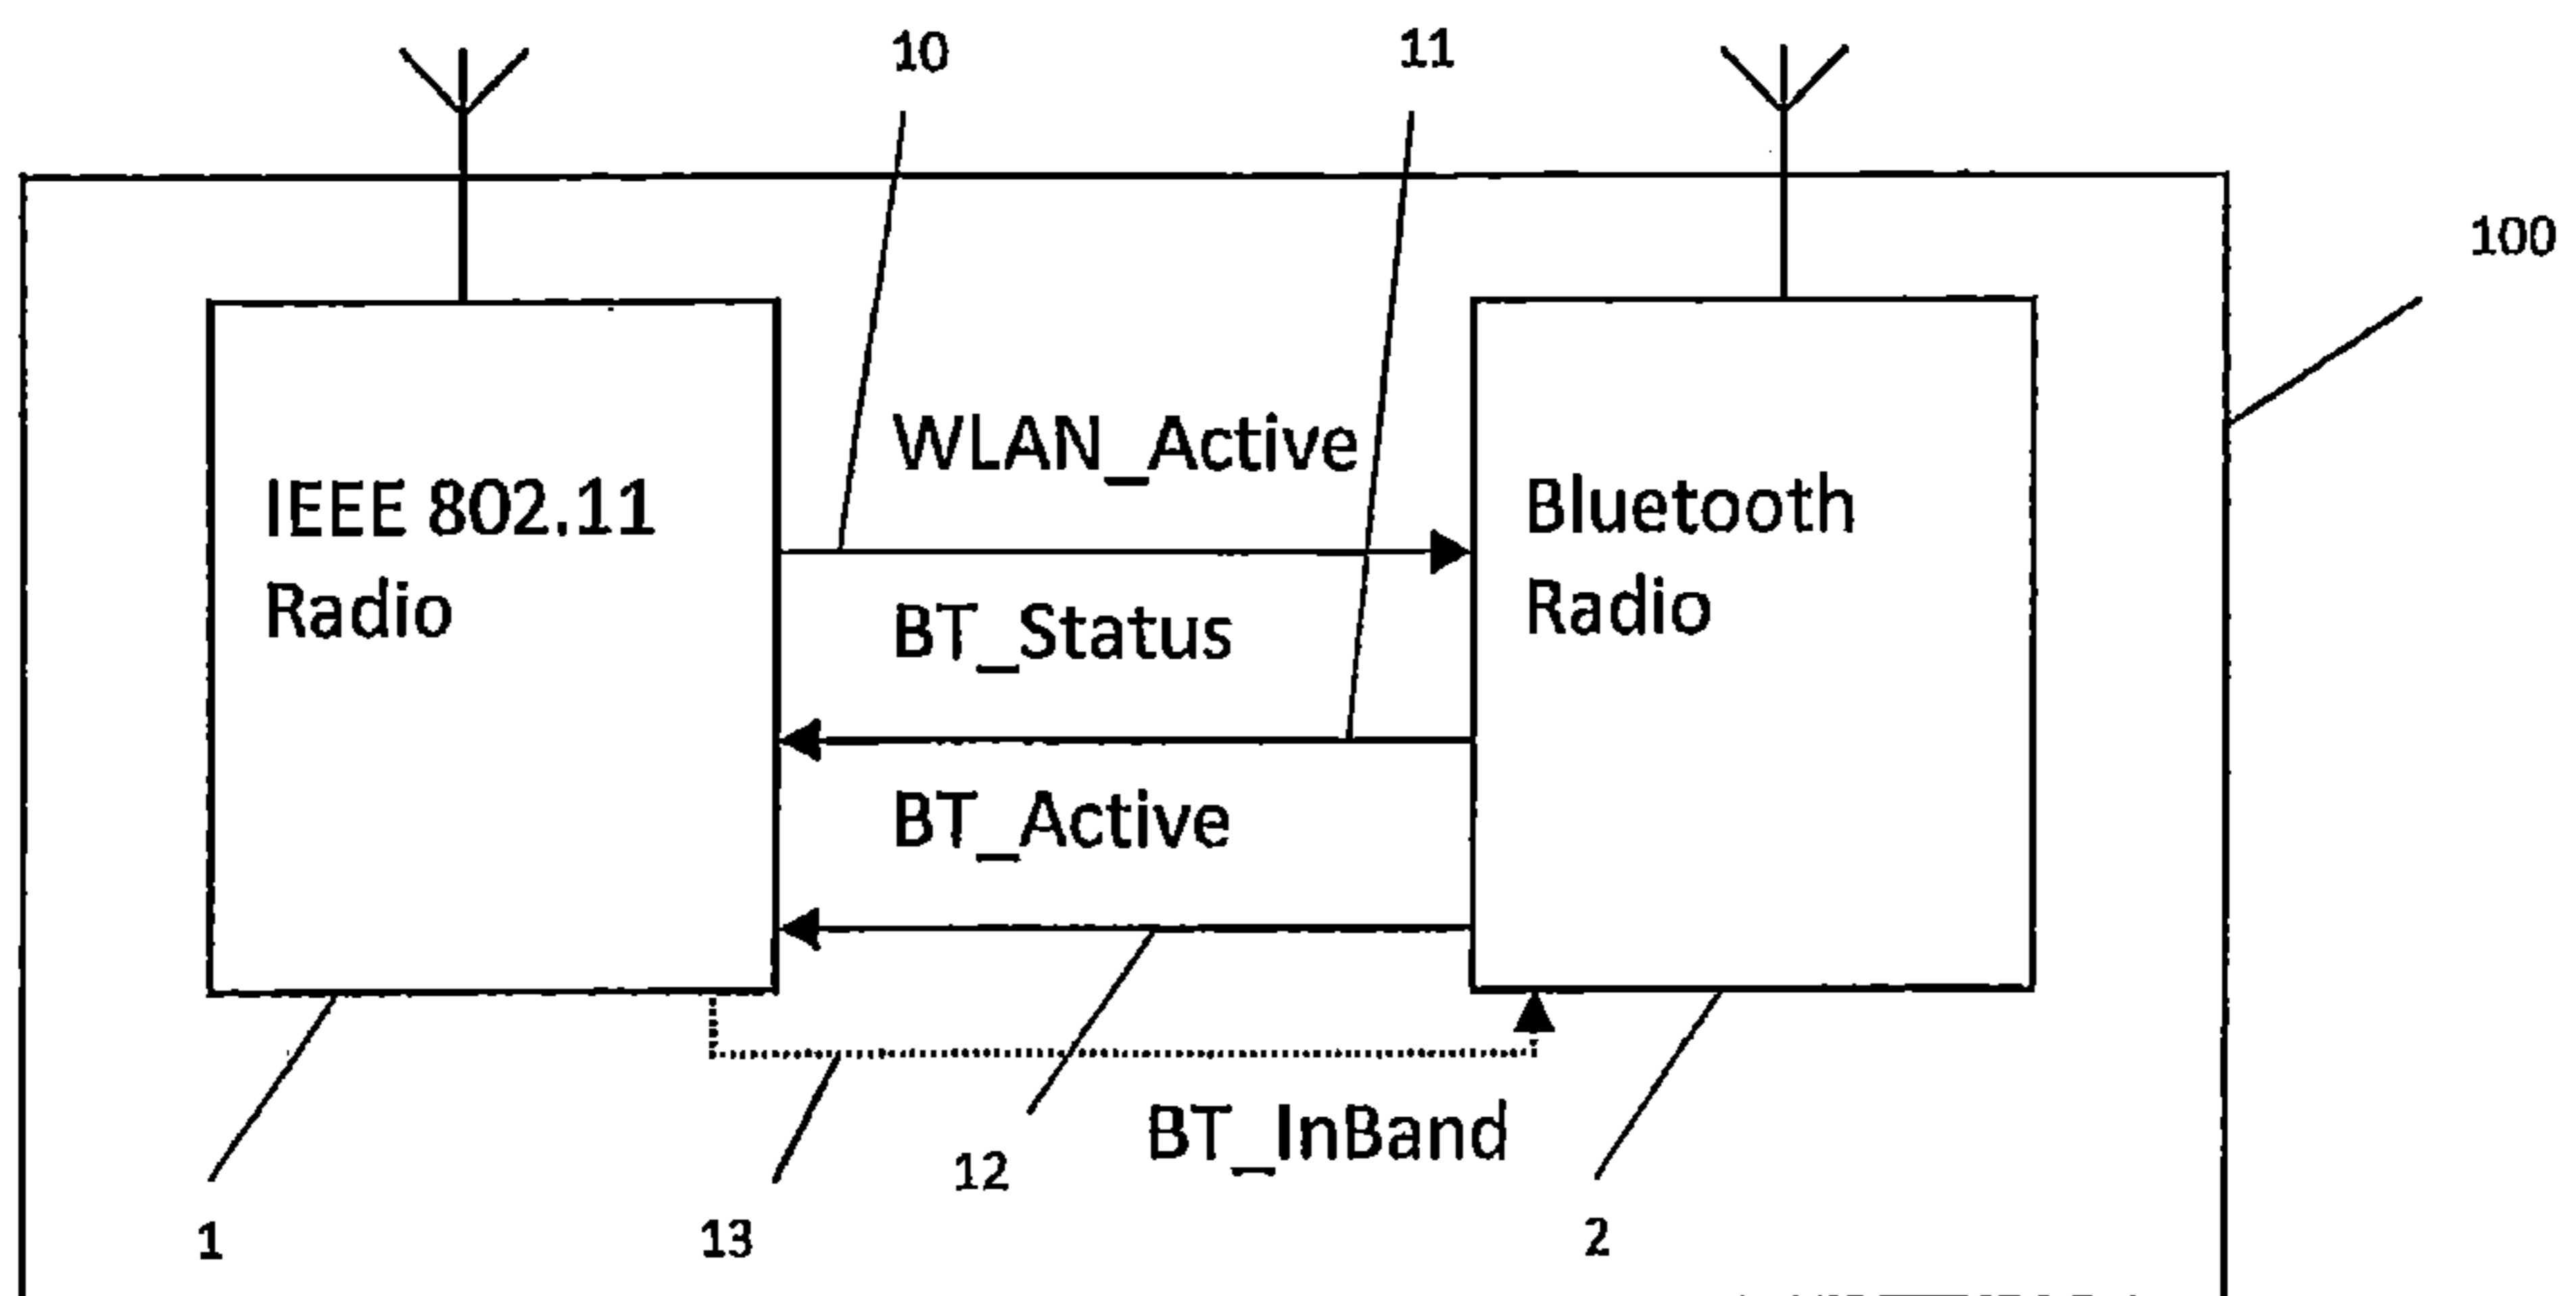 10
11
100
WLAN_Active
IEEE 802.11
Radio
Bluetooth
Radio
BT_Status
BT_Active
BT_InBand
12
1
13
2